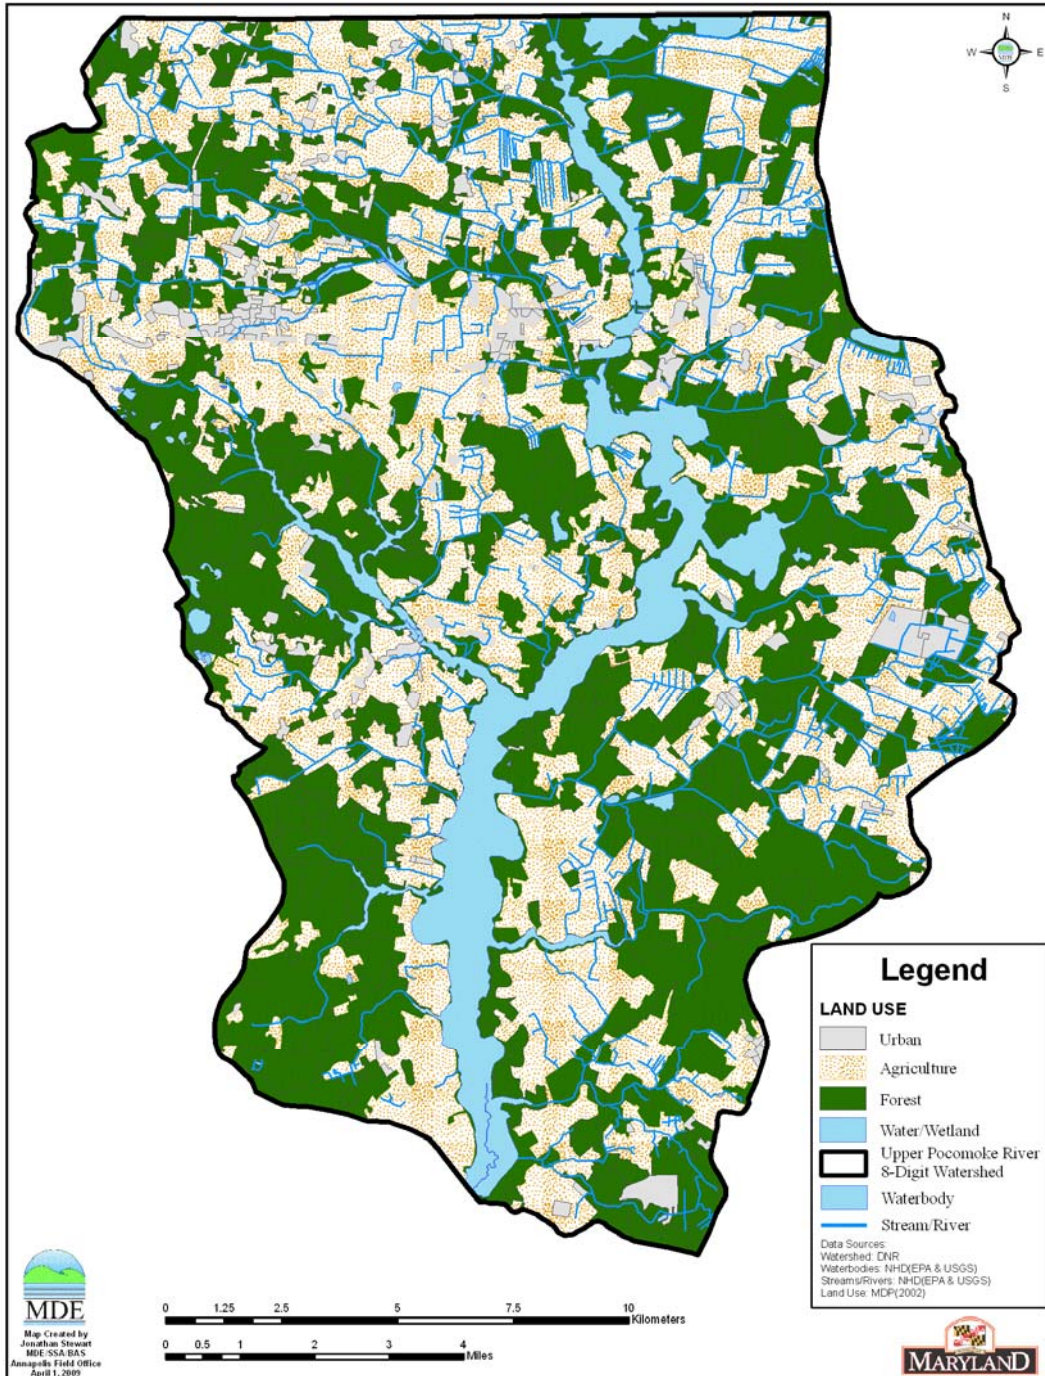 N
W E
S
Legend
LAND USE
Urban
Agriculture
Forest
Water/Wetland
Upper Pocomoke River
8-Digit Watershed
Waterbody
Stream/River
Data Sources:
Watershed: DNR
Waterbodies: NHD(EPA & USGS)
Streams/Rivers: NHD(EPA & USGS)
Land Use: MDP(2002)
MDE
Map Created by
Jonathan Stewart
MDE/SSA/BAS
Annapolis Field Office
April 1, 2009
0 1.25 2.5 5 7.5 10
Kilometers
0 0.5 1 2 3 4
Miles
MARYLAND